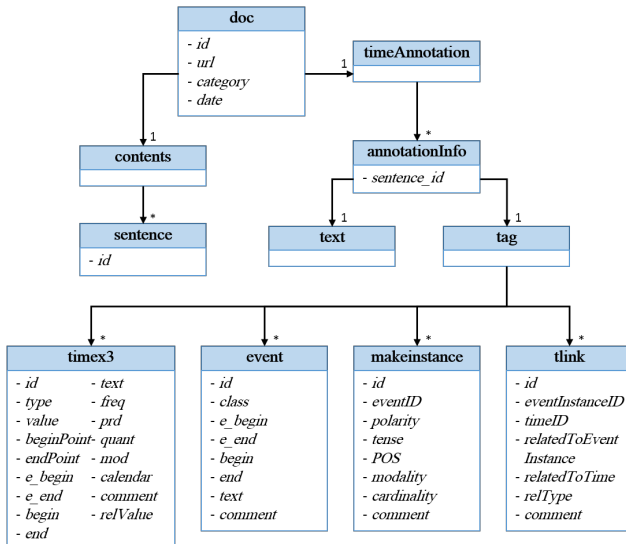 doc
- id
- url
- category
- date
timeAnnotation
1
1
*
contents
annotationInfo
- sentence_id
*
1
1
sentence
- id
text
tag
*
*
*
*
timex3
- id
- type
- value
- beginPoint
- endPoint
- e_begin
- e_end
- begin
- end
- text
- freq
- prd
- quant
- mod
- calendar
- comment
- relValue
event
- id
- class
- e_begin
- e_end
- begin
- end
- text
- comment
makeinstance
- id
- eventID
- polarity
- tense
- POS
- modality
- cardinality
- comment
tlink
- id
- eventInstanceID
- timeID
- relatedToEvent
Instance
- relatedToTime
- relType
- comment